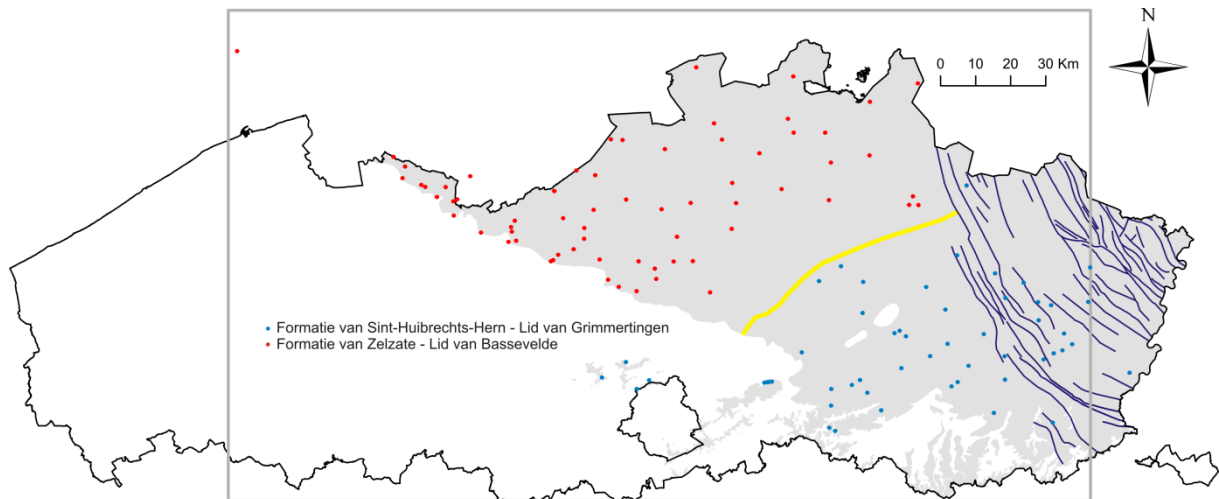 N
0 10 20 30 Km
Formatie van Sint-Huibrechts-Hern - Lid van Grimmertingen
Formatie van Zelzate - Lid van Bassevelde